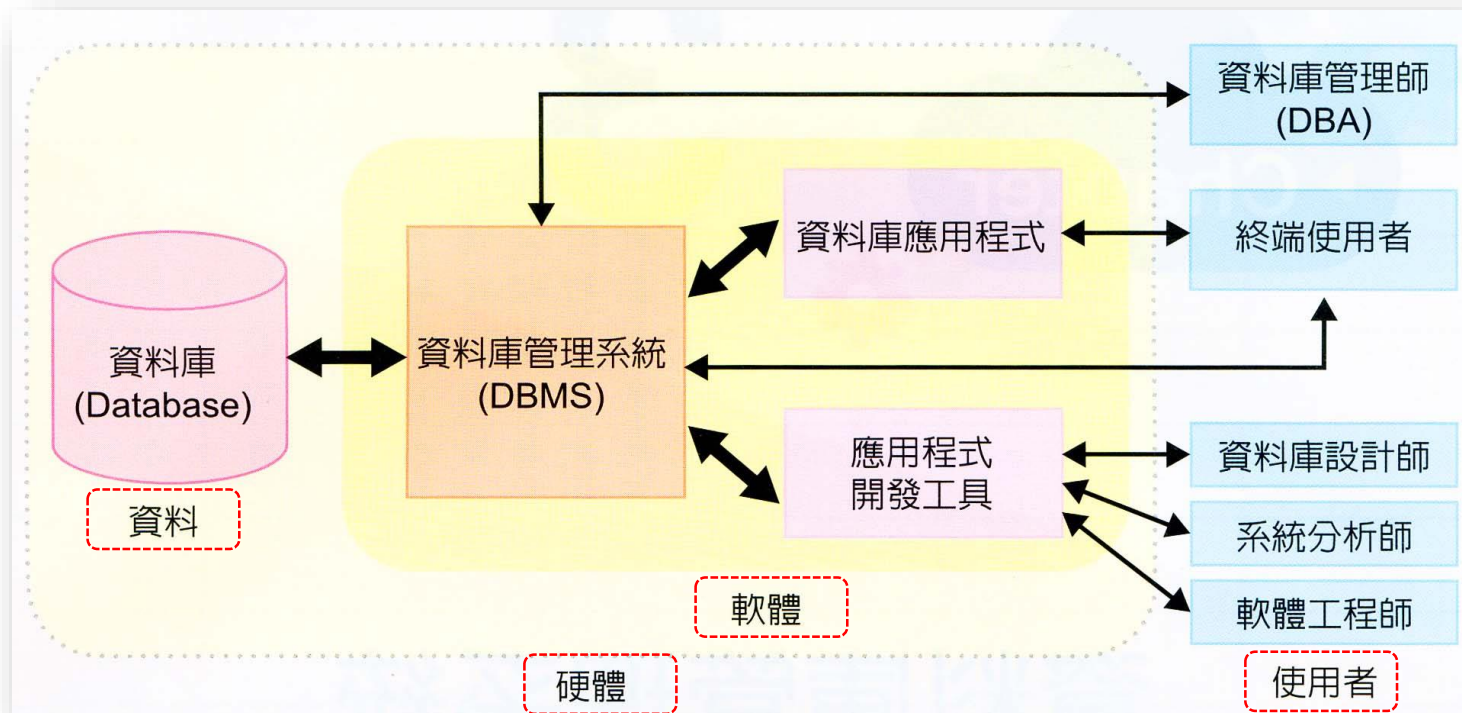 資料庫管理師
(DBA)
資料庫應用程式
終端使用者
資料庫
(Database)
資料庫管理系統
(DBMS)
應用程式
開發工具
資料庫設計師
系統分析師
軟體工程師
資料
軟體
硬體
使用者